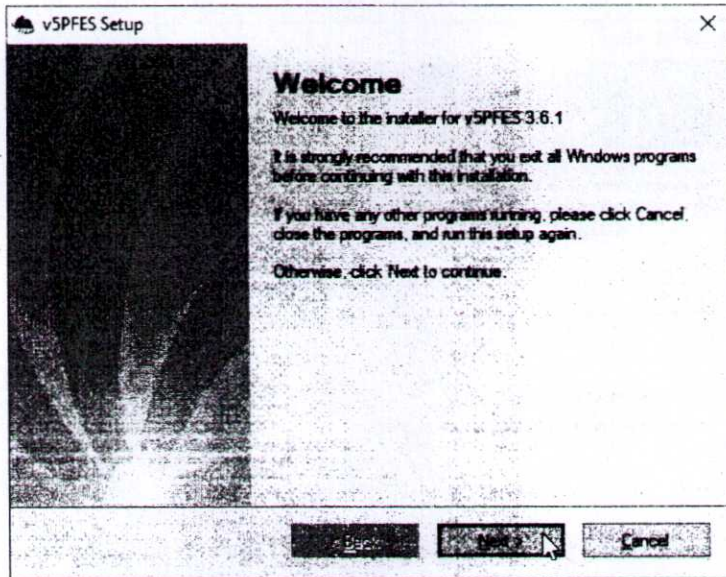 v5PFES Setup
Welcome
Welcome to the installer for v5PFES 3.6.1
It is strongly recommended that you exit all Windows programs
before continuing with this installation.
If you have any other programs running, please click Cancel,
close the programs, and run this setup again.
Otherwise, click Next to continue.
< Back
Next >
Cancel